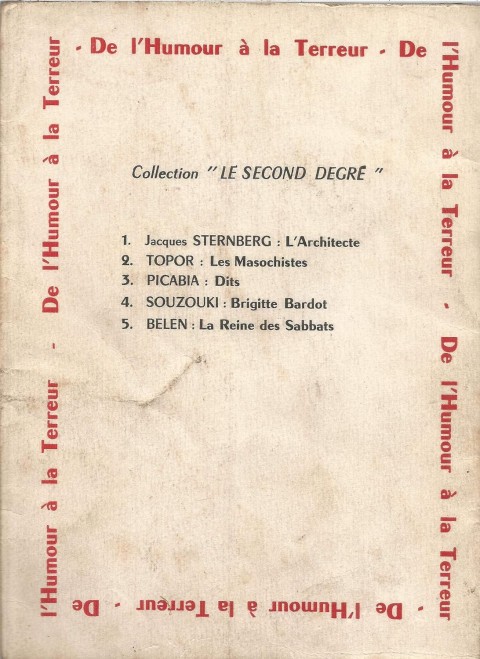 - De l'Humour à la Terreur - De
l'Humour à la Terreur - De l'Humour à la Terreur
- De l'Humour à la Terreur - De
l'Humour à la Terreur - De l'Humour à la Terreur
Collection " LE SECOND DEGRÉ "
1. Jacques STERNBERG : L'Architecte
2. TOPOR : Les Masochistes
3. PICABIA : Dits
4. SOUZOUKI : Brigitte Bardot
5. BELEN : La Reine des Sabbats